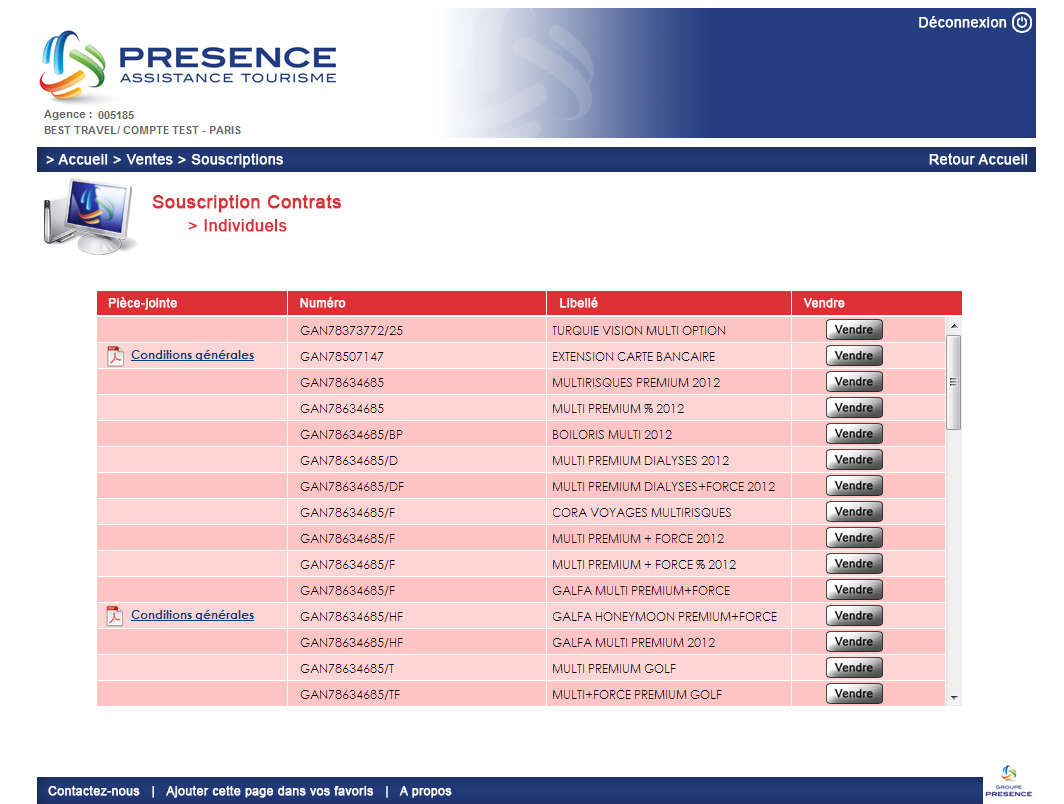 Déconnexion
PRESENCE
ASSISTANCE TOURISME
Agence : 005185
BEST TRAVEL/ COMPTE TEST - PARIS
> Accueil > Ventes > Souscriptions Retour Accueil
Souscription Contrats
> Individuels
Pièce-jointe Numéro Libellé Vendre
GAN78373772/25 TURQUIE VISION MULTI OPTION Vendre
Conditions générales GAN78507147 EXTENSION CARTE BANCAIRE Vendre
GAN78634685 MULTIRISQUES PREMIUM 2012 Vendre
GAN78634685 MULTI PREMIUM % 2012 Vendre
GAN78634685/BP BOILORIS MULTI 2012 Vendre
GAN78634685/D MULTI PREMIUM DIALYSES 2012 Vendre
GAN78634685/DF MULTI PREMIUM DIALYSES+FORCE 2012 Vendre
GAN78634685/F CORA VOYAGES MULTIRISQUES Vendre
GAN78634685/F MULTI PREMIUM + FORCE 2012 Vendre
GAN78634685/F MULTI PREMIUM + FORCE % 2012 Vendre
GAN78634685/F GALFA MULTI PREMIUM+FORCE Vendre
Conditions générales GAN78634685/HF GALFA HONEYMOON PREMIUM+FORCE Vendre
GAN78634685/HF GALFA MULTI PREMIUM 2012 Vendre
GAN78634685/T MULTI PREMIUM GOLF Vendre
GAN78634685/TF MULTI+FORCE PREMIUM GOLF Vendre
Contactez-nous | Ajouter cette page dans vos favoris | A propos
GROUPE
PRESENCE